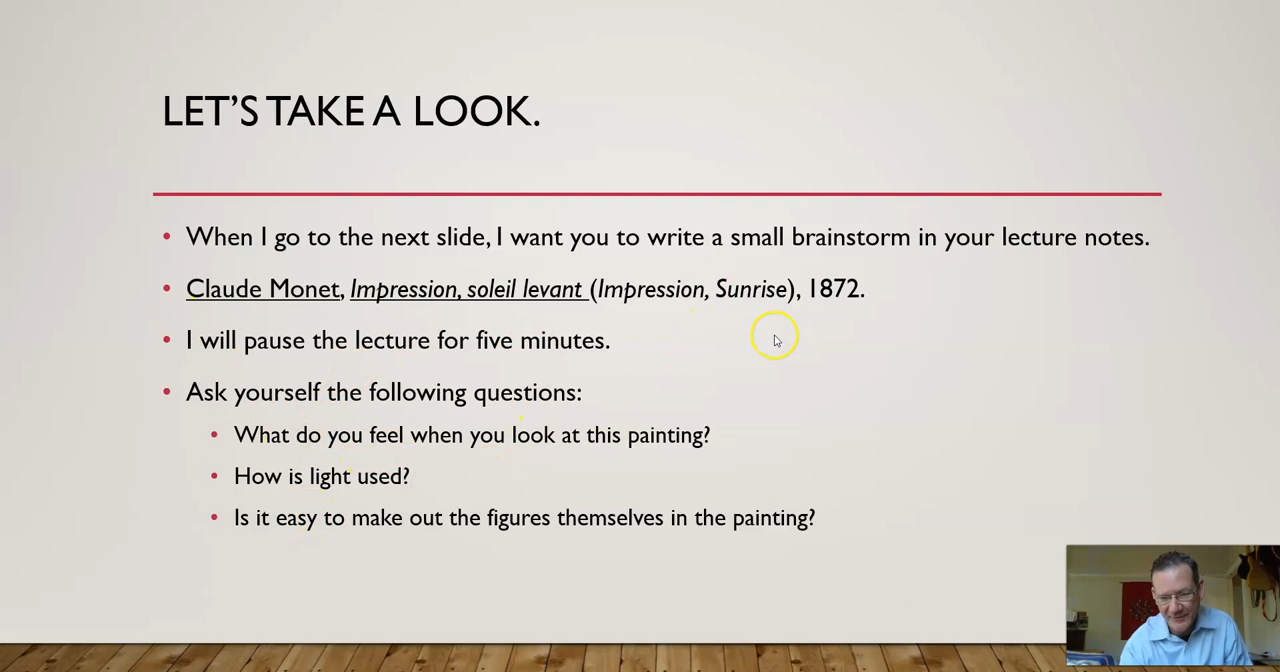 LET'S TAKE A LOOK.
When I go to the next slide, I want you to write a small brainstorm in your lecture notes.
Claude Monet, Impression, soleil levant (Impression, Sunrise), 1872.
I will pause the lecture for five minutes.
Ask yourself the following questions:
What do you feel when you look at this painting?
How is light used?
Is it easy to make out the figures themselves in the painting?